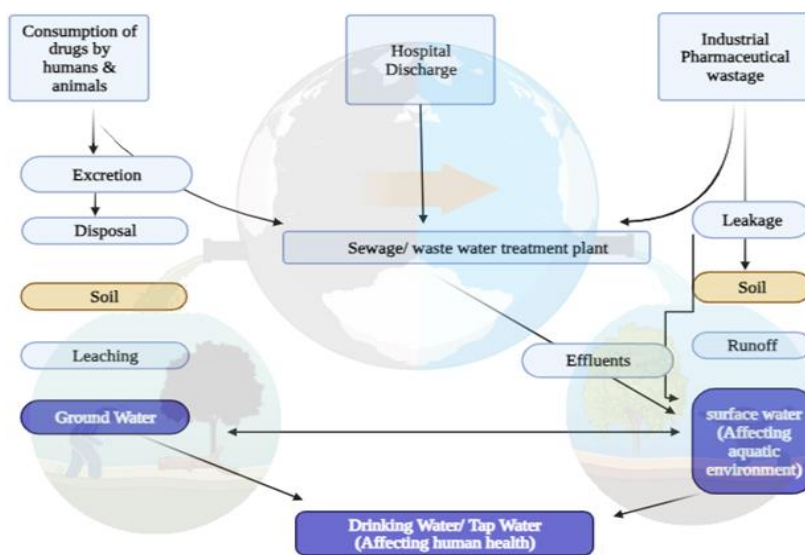 Consumption of
drugs by
humans &
animals
Hospital
Discharge
Industrial
Pharmaceutical
wastage
Excretion
Disposal
Leakage
Sewage/ waste water treatment plant
Soil
Soil
Leaching
Effluents
Runoff
Ground Water
surface water
(Affecting
aquatic
environment)
Drinking Water/ Tap Water
(Affecting human health)